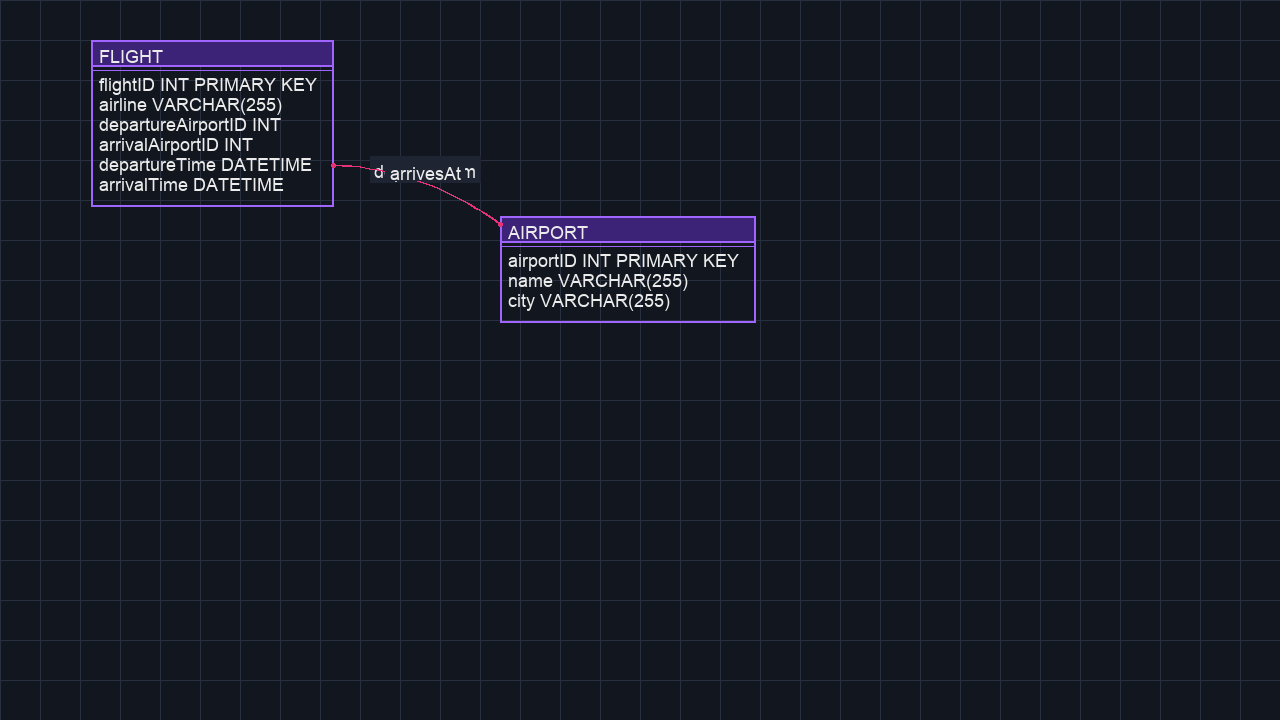 FLIGHT
flightID INT PRIMARY KEY
airline VARCHAR(255)
departureAirportID INT
arrivalAirportID INT
departureTime DATETIME
arrivalTime DATETIME
arrivesAt
AIRPORT
airportID INT PRIMARY KEY
name VARCHAR(255)
city VARCHAR(255)